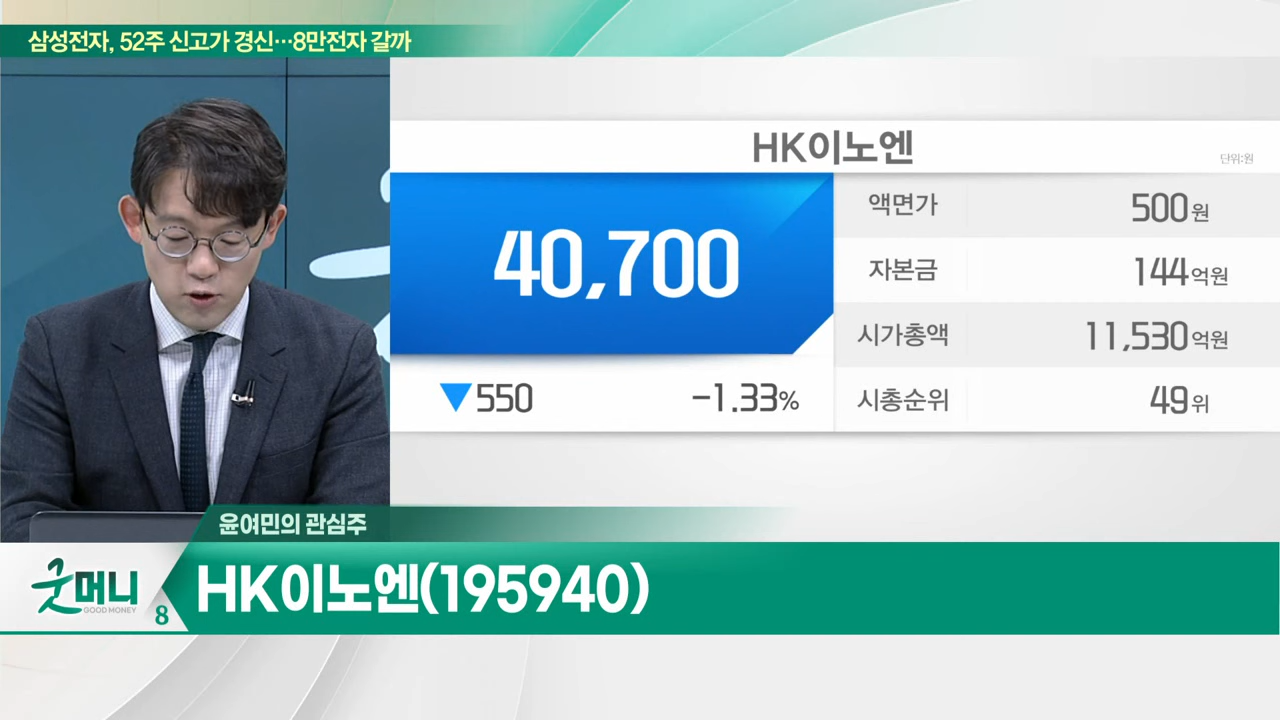 삼성전자, 52주 신고가 경신…8만전자 갈까
HK이노엔
단위:원
40,700
▼550 -1.33%
액면가 500원
자본금 144억원
시가총액 11,530억원
시총순위 49위
윤여민의 관심주
굿머니
GOOD MONEY
8
HK이노엔(195940)